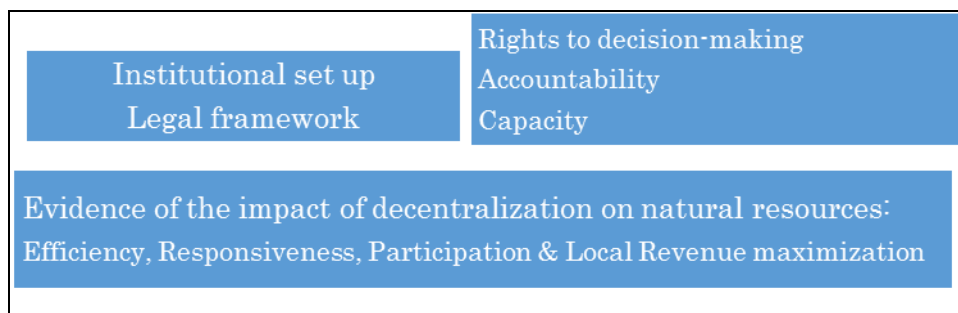 Institutional set up
Legal framework
Rights to decision-making
Accountability
Capacity
Evidence of the impact of decentralization on natural resources:
Efficiency, Responsiveness, Participation & Local Revenue maximization